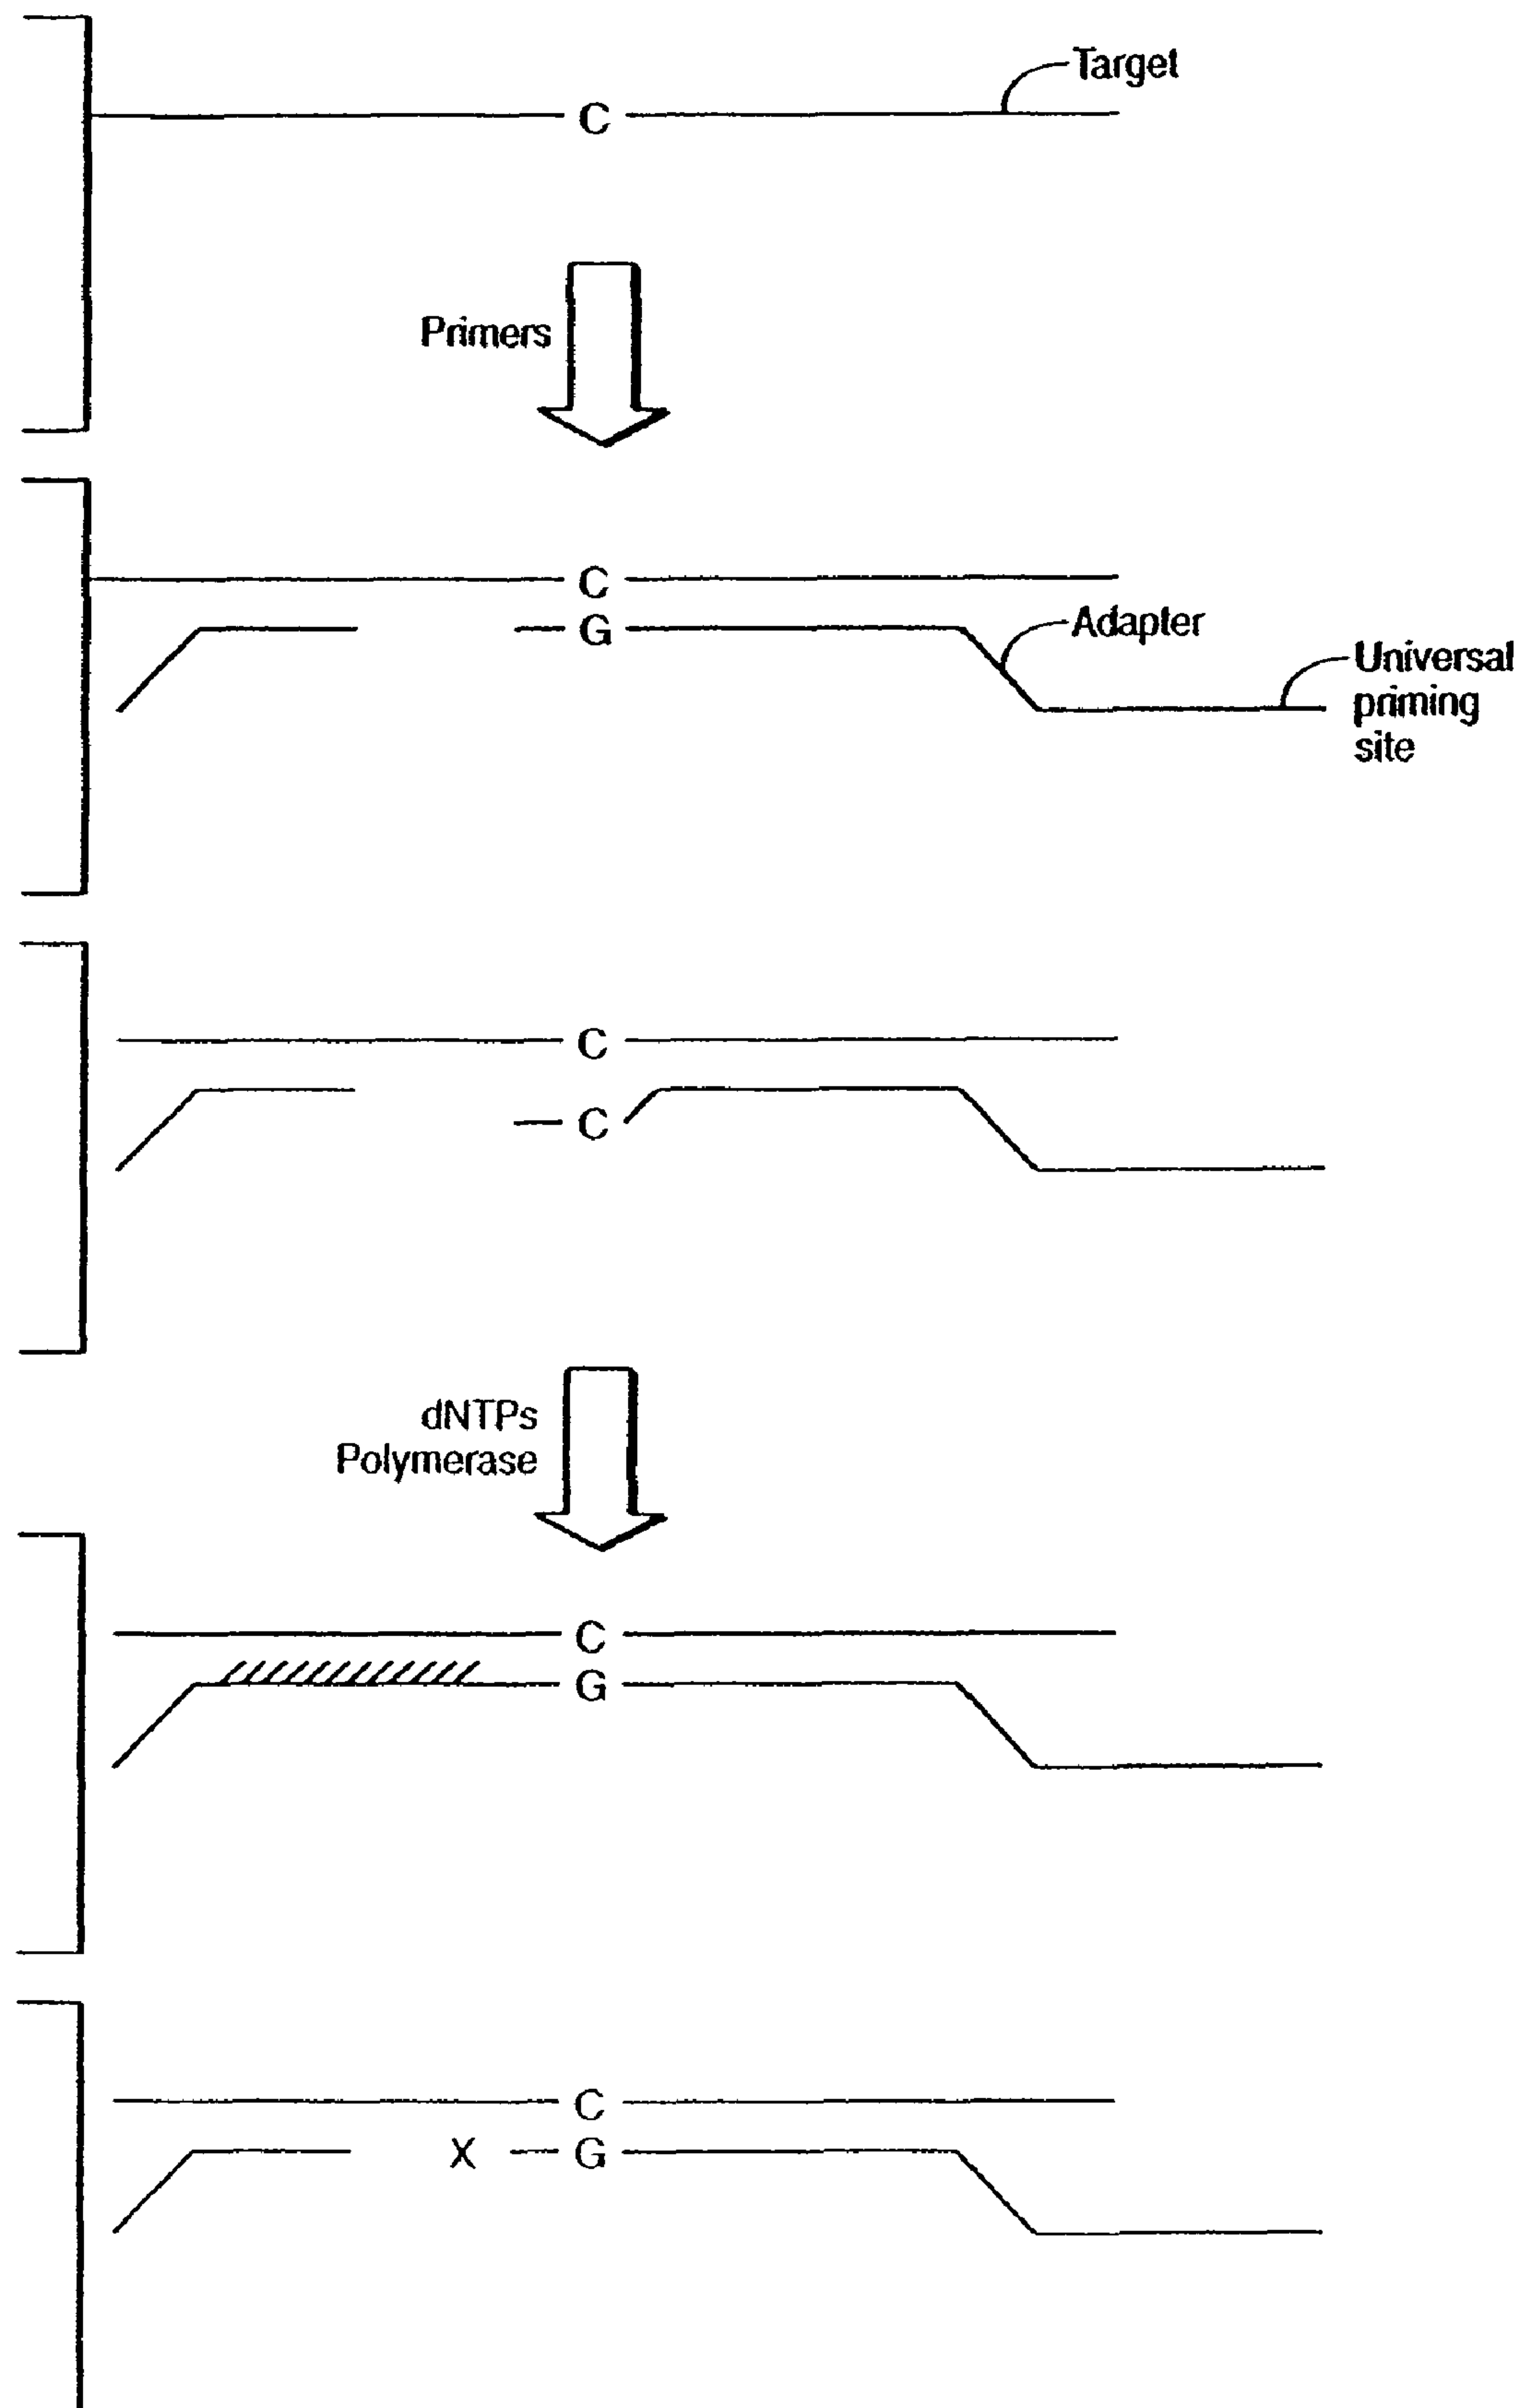 Target
C
Primers
C
G
Adapter
Universal
priming
site
C
C
dNTPs
Polymerase
C
G
C
X G